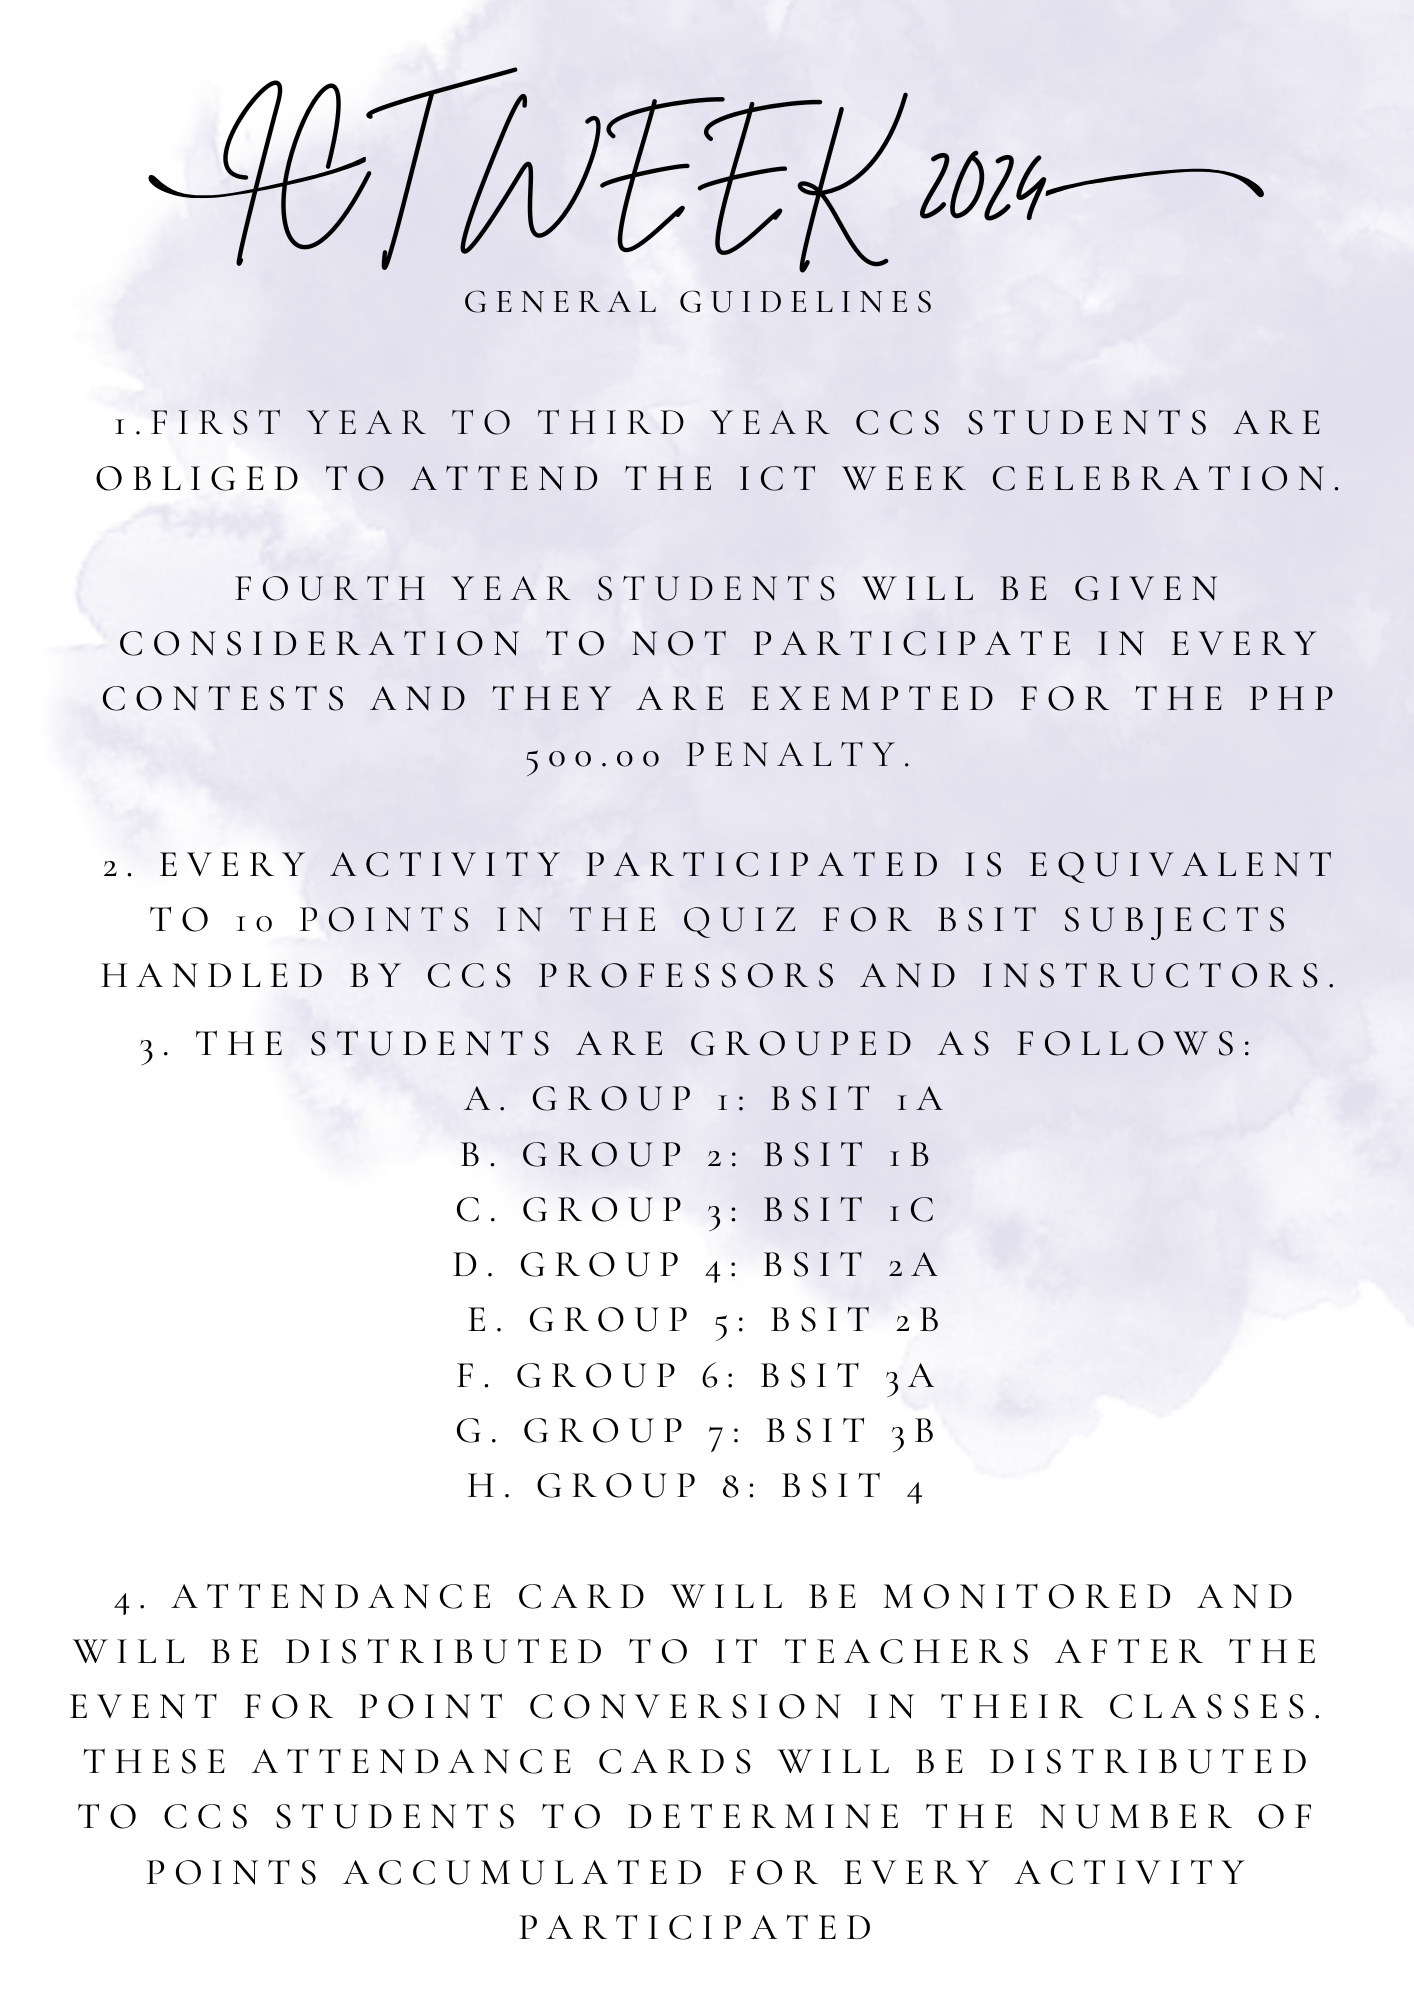 ICT WEEK 2024
GENERAL GUIDELINES
1.FIRST YEAR TO THIRD YEAR CCS STUDENTS ARE
OBLIGED TO ATTEND THE ICT WEEK CELEBRATION.
FOURTH YEAR STUDENTS WILL BE GIVEN
CONSIDERATION TO NOT PARTICIPATE IN EVERY
CONTESTS AND THEY ARE EXEMPTED FOR THE PHP
500.00 PENALTY.
2. EVERY ACTIVITY PARTICIPATED IS EQUIVALENT
TO 10 POINTS IN THE QUIZ FOR BSIT SUBJECTS
HANDLED BY CCS PROFESSORS AND INSTRUCTORS.
3. THE STUDENTS ARE GROUPED AS FOLLOWS:
A. GROUP 1: BSIT 1A
B. GROUP 2: BSIT 1B
C. GROUP 3: BSIT 1C
D. GROUP 4: BSIT 2A
E. GROUP 5: BSIT 2B
F. GROUP 6: BSIT 3A
G. GROUP 7: BSIT 3B
H. GROUP 8: BSIT 4
4. ATTENDANCE CARD WILL BE MONITORED AND
WILL BE DISTRIBUTED TO IT TEACHERS AFTER THE
EVENT FOR POINT CONVERSION IN THEIR CLASSES.
THESE ATTENDANCE CARDS WILL BE DISTRIBUTED
TO CCS STUDENTS TO DETERMINE THE NUMBER OF
POINTS ACCUMULATED FOR EVERY ACTIVITY
PARTICIPATED